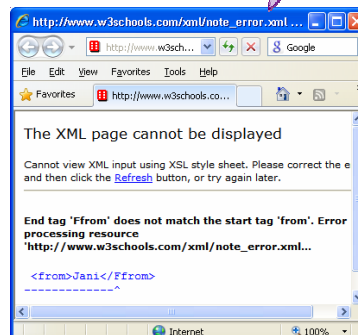 http://www.w3schools.com/xml/note_error.xml ...
http://www.w3sch...
Google
File Edit View Favorites Tools Help
Favorites http://www.w3schools.co...
The XML page cannot be displayed
Cannot view XML input using XSL style sheet. Please correct the e
and then click the Refresh button, or try again later.
End tag 'Ffrom' does not match the start tag 'from'. Error
processing resource
'http://www.w3schools.com/xml/note_error.xml...
<from>Jani</Ffrom>
-------------^
Internet 100%